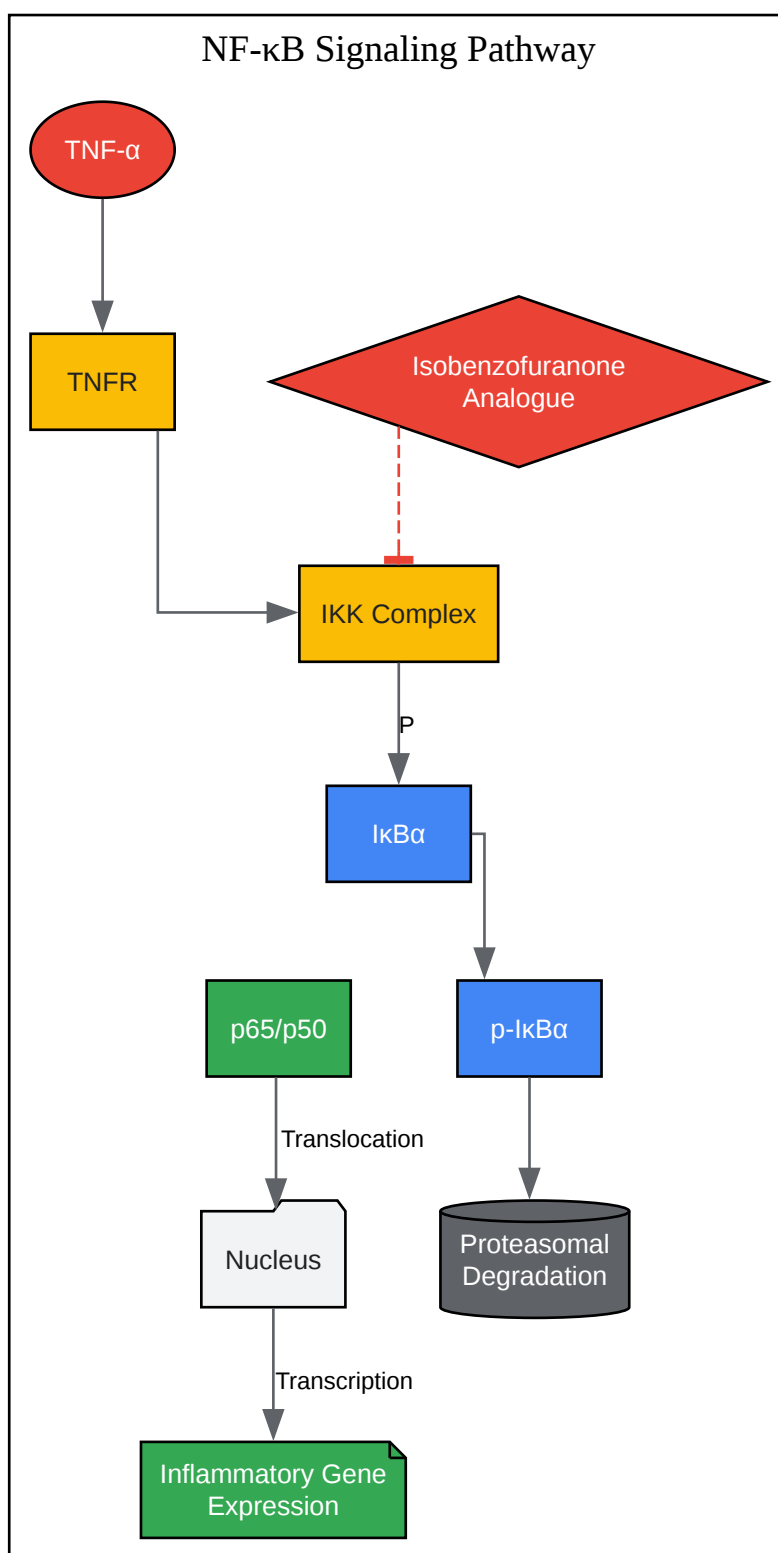 NF-κB Signaling Pathway
TNF-α
TNFR
Isobenzofuranone
Analogue
IKK Complex
P
IκBα
p65/p50
p-IκBα
Translocation
Nucleus
Proteasomal
Degradation
Transcription
Inflammatory Gene
Expression